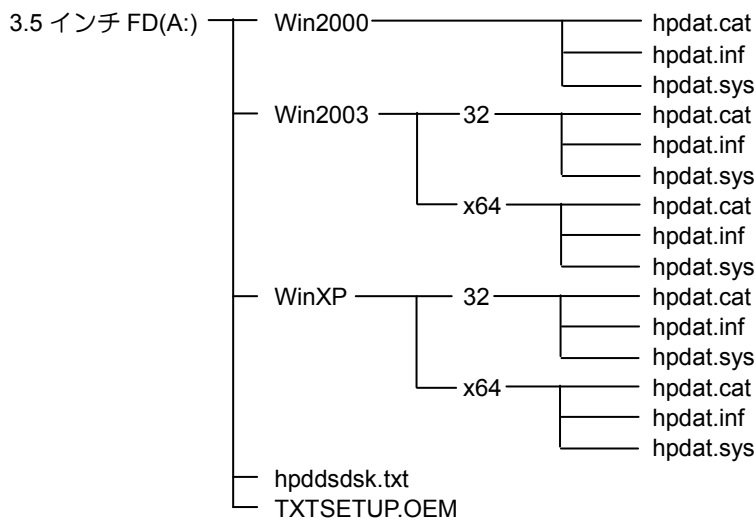 3.5 インチ FD(A:) Win2000 hpdat.cat
hpdat.inf
hpdat.sys
Win2003 32 hpdat.cat
hpdat.inf
hpdat.sys
x64 hpdat.cat
hpdat.inf
hpdat.sys
WinXP 32 hpdat.cat
hpdat.inf
hpdat.sys
x64 hpdat.cat
hpdat.inf
hpdat.sys
hpddsdsk.txt
TXTSETUP.OEM